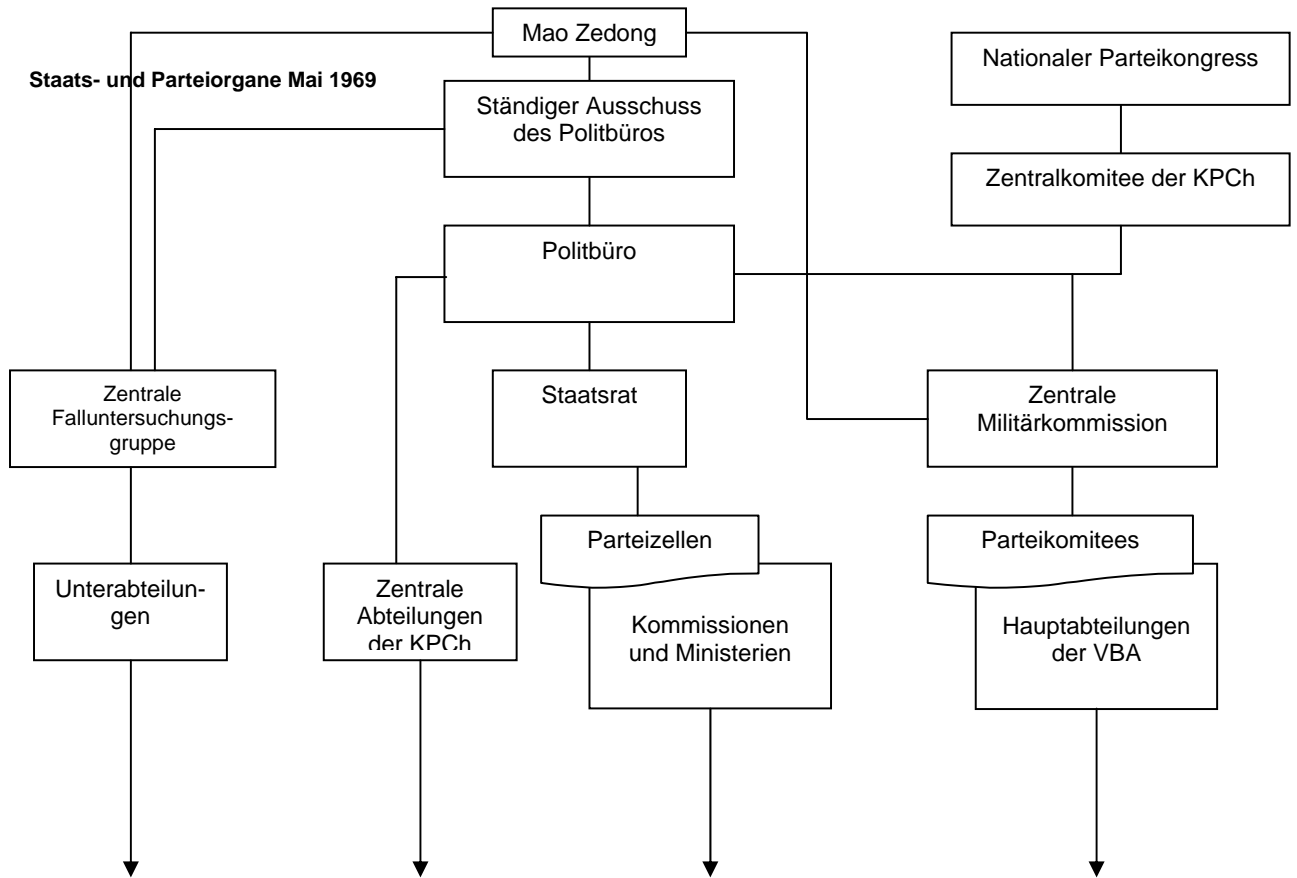 Mao Zedong
Nationaler Parteikongress
Staats- und Parteiorgane Mai 1969
Ständiger Ausschuss
des Politbüros
Zentralkomitee der KPCh
Politbüro
Zentrale
Falluntersuchungs-
gruppe
Staatsrat
Zentrale
Militärkommission
Parteizellen
Parteikomitees
Unterabteilun-
gen
Zentrale
Abteilungen
der KPCh
Kommissionen
und Ministerien
Hauptabteilungen
der VBA